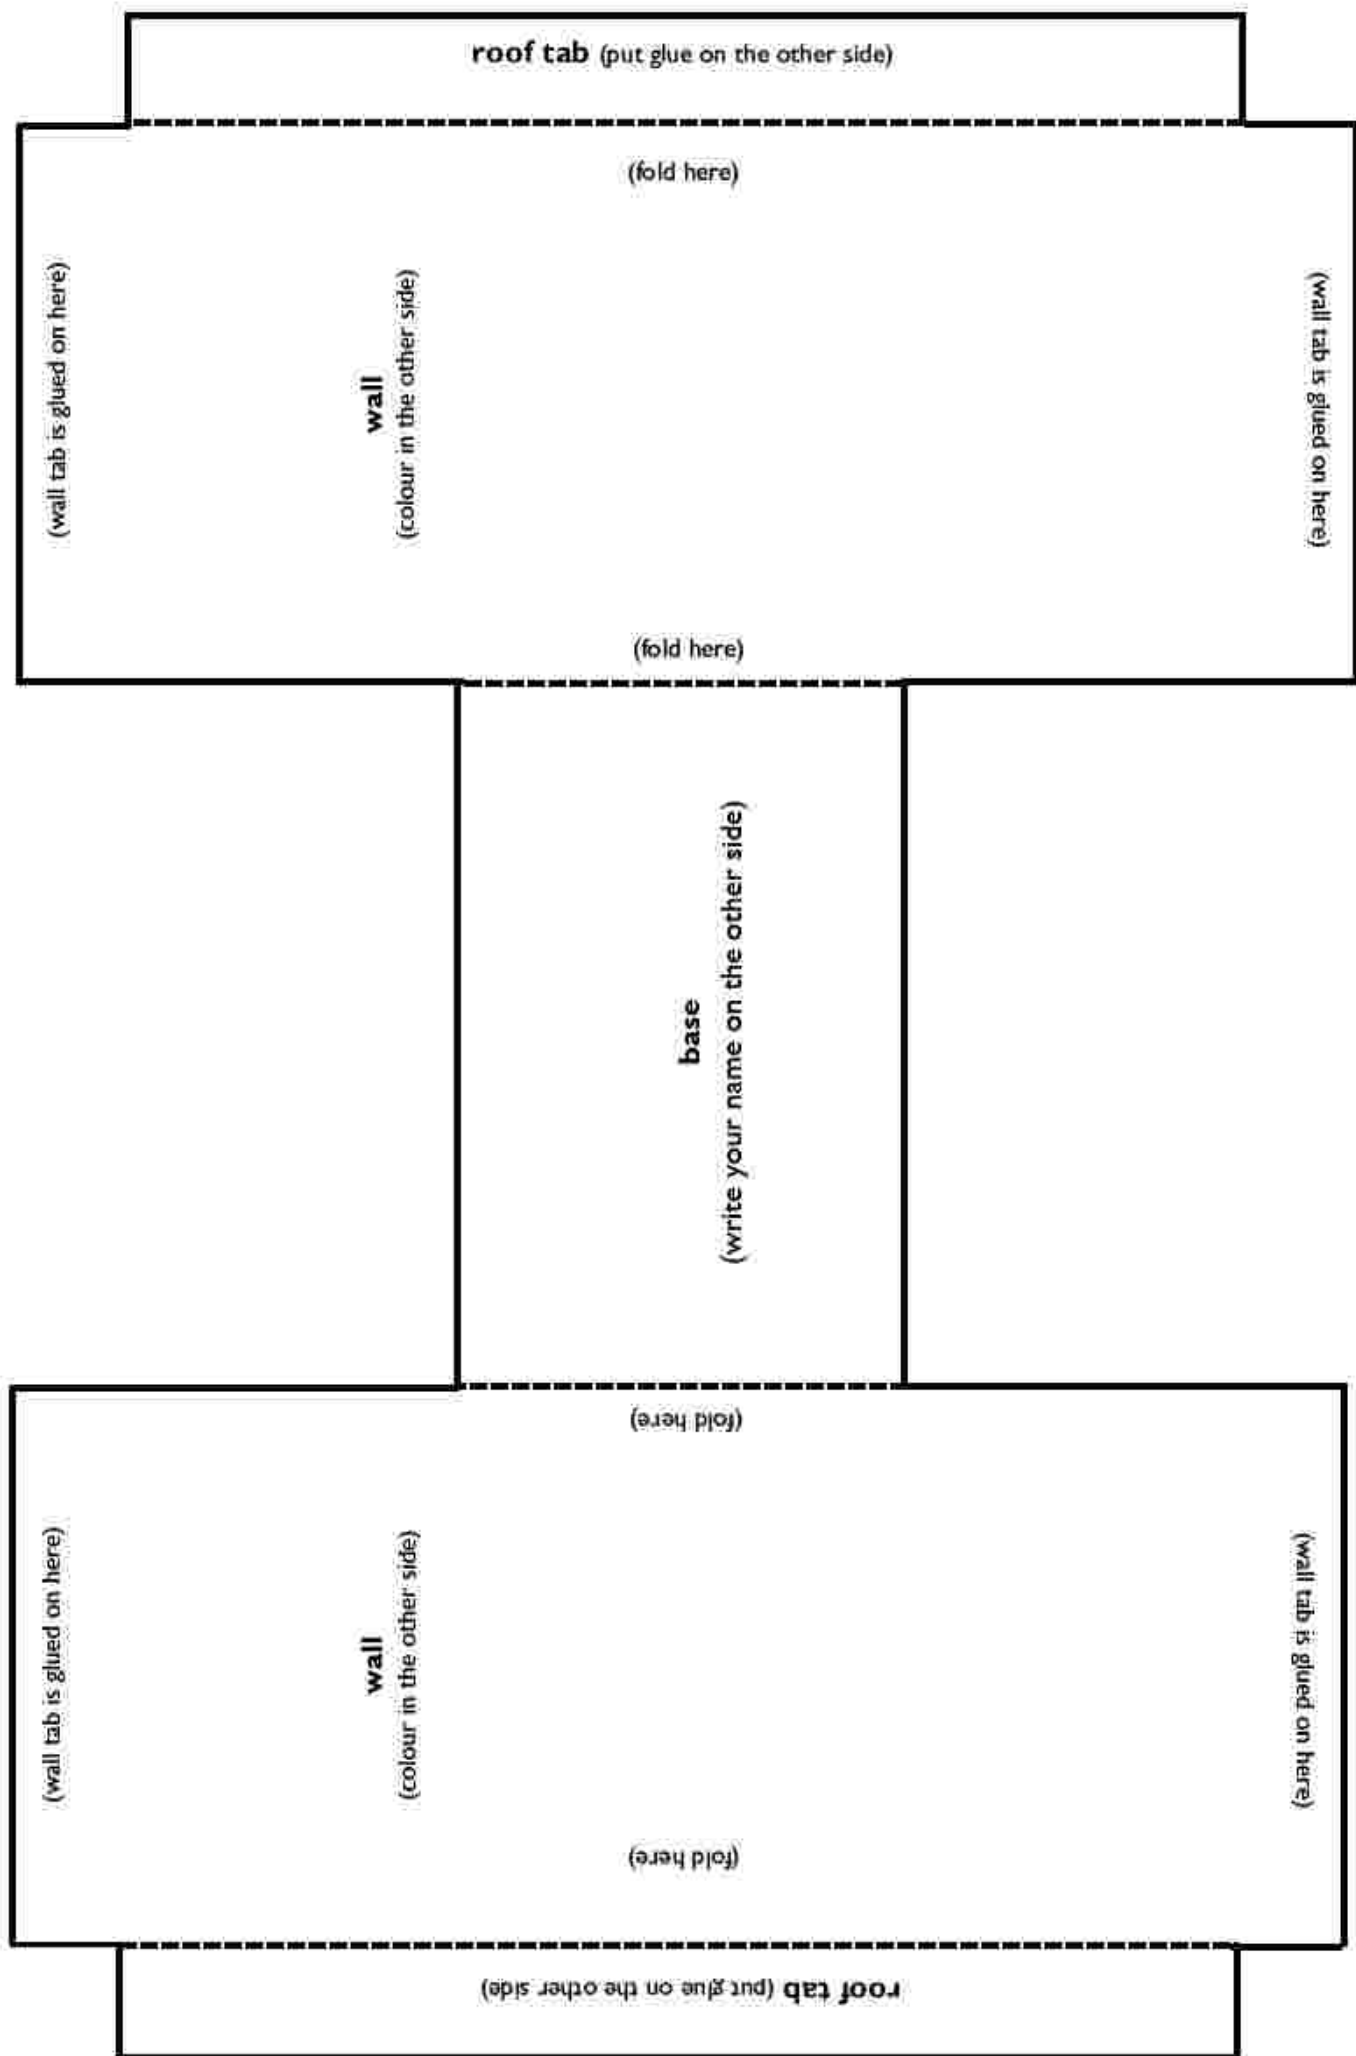 roof tab (put glue on the other side)
(fold here)
(wall tab is glued on here)
wall
(colour in the other side)
(wall tab is glued on here)
(fold here)
base
(write your name on the other side)
(fold here)
(wall tab is glued on here)
wall
(colour in the other side)
(wall tab is glued on here)
(fold here)
roof tab (put glue on the other side)